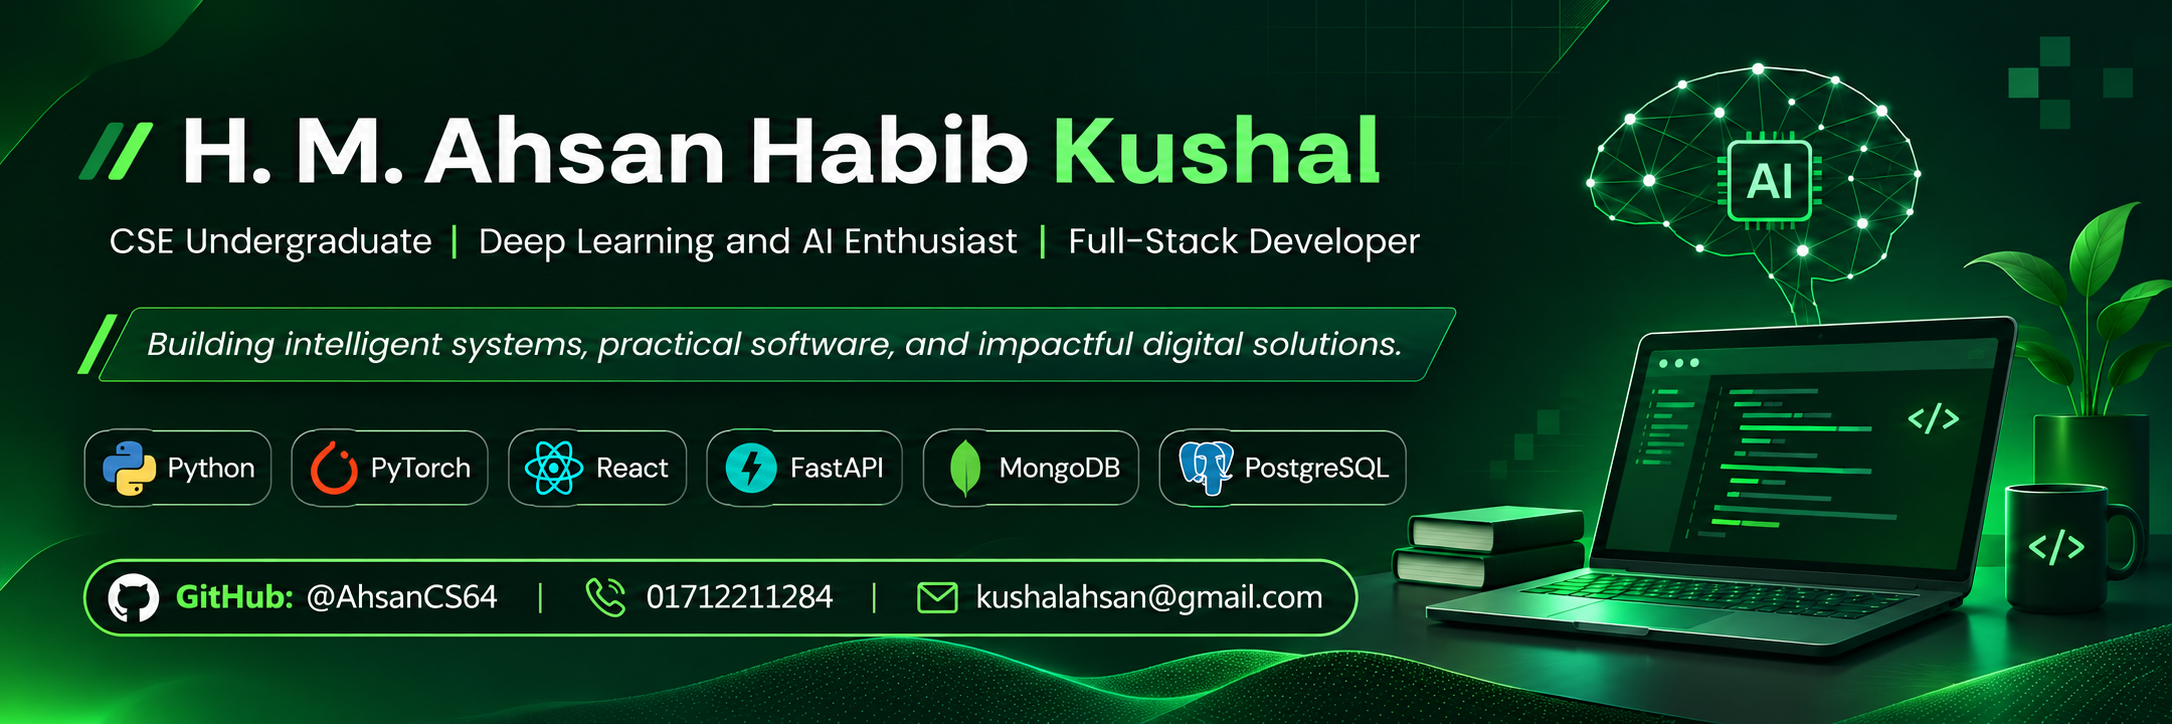 // H. M. Ahsan Habib Kushal
CSE Undergraduate | Deep Learning and AI Enthusiast | Full-Stack Developer
Building intelligent systems, practical software, and impactful digital solutions.
Python PyTorch React FastAPI MongoDB PostgreSQL
GitHub: @AhsanCS64 | 01712211284 | kushalahsan@gmail.com
AI
</>
</>